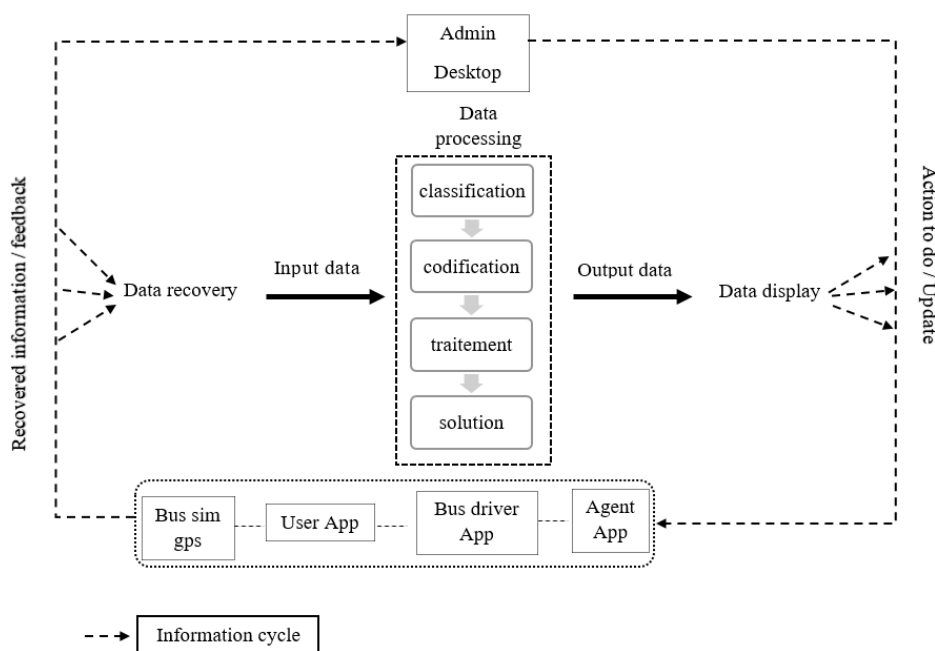 Admin
Desktop
Data
processing
classification
codification
traitement
solution
Recovered information / feedback
Data recovery
Input data
Output data
Data display
Action to do / Update
Bus sim
gps
User App
Bus driver
App
Agent
App
Information cycle